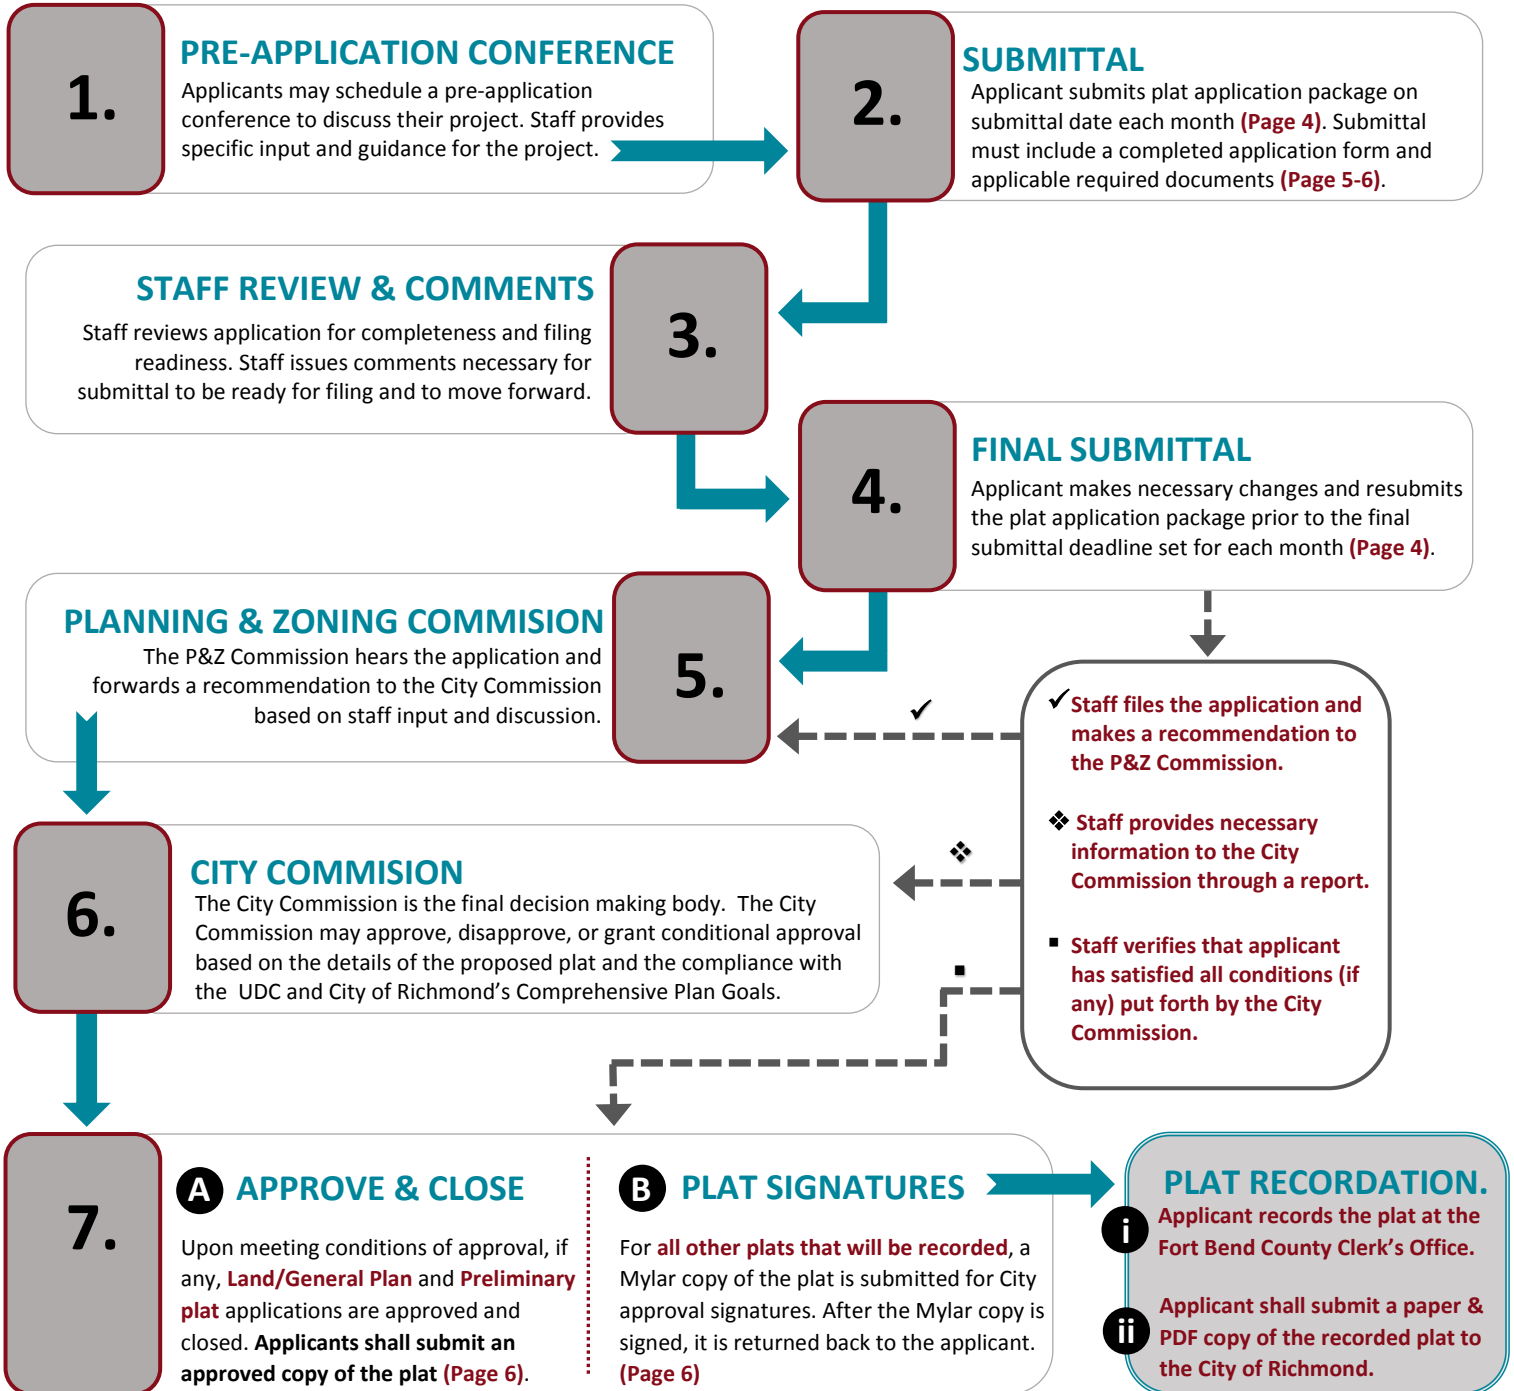 1.
PRE-APPLICATION CONFERENCE
Applicants may schedule a pre-application
conference to discuss their project. Staff provides
specific input and guidance for the project.
2.
SUBMITTAL
Applicant submits plat application package on
submittal date each month (Page 4). Submittal
must include a completed application form and
applicable required documents (Page 5-6).
STAFF REVIEW & COMMENTS
Staff reviews application for completeness and filing
readiness. Staff issues comments necessary for
submittal to be ready for filing and to move forward.
3.
4.
FINAL SUBMITTAL
Applicant makes necessary changes and resubmits
the plat application package prior to the final
submittal deadline set for each month (Page 4).
PLANNING & ZONING COMMISION
The P&Z Commission hears the application and
forwards a recommendation to the City Commission
based on staff input and discussion.
5.
✓
✓Staff files the application and
makes a recommendation to
the P&Z Commission.
❖ Staff provides necessary
information to the City
Commission through a report.
▪ Staff verifies that applicant
has satisfied all conditions (if
any) put forth by the City
Commission.
❖
▪
6.
CITY COMMISION
The City Commission is the final decision making body.  The City
Commission may approve, disapprove, or grant conditional approval
based on the details of the proposed plat and the compliance with
the  UDC and City of Richmond's Comprehensive Plan Goals.
7.
A APPROVE & CLOSE
Upon meeting conditions of approval, if
any, Land/General Plan and Preliminary
plat applications are approved and
closed. Applicants shall submit an
approved copy of the plat (Page 6).
B PLAT SIGNATURES
For all other plats that will be recorded, a
Mylar copy of the plat is submitted for City
approval signatures. After the Mylar copy is
signed, it is returned back to the applicant.
(Page 6)
PLAT RECORDATION.
i Applicant records the plat at the
Fort Bend County Clerk's Office.
ii Applicant shall submit a paper &
PDF copy of the recorded plat to
the City of Richmond.